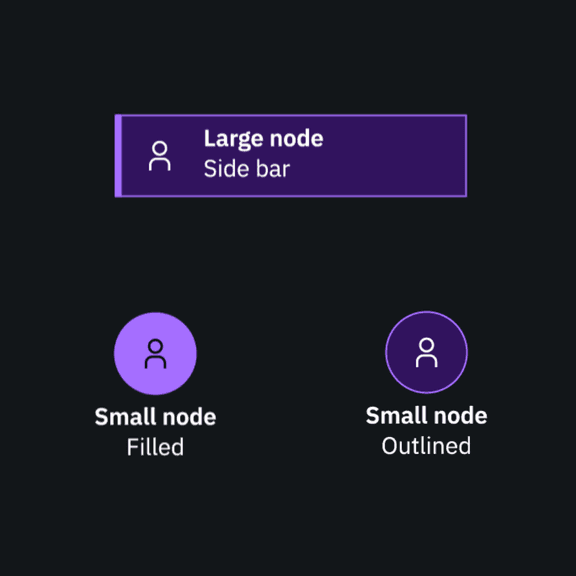 Large node
Side bar
Small node
Filled
Small node
Outlined